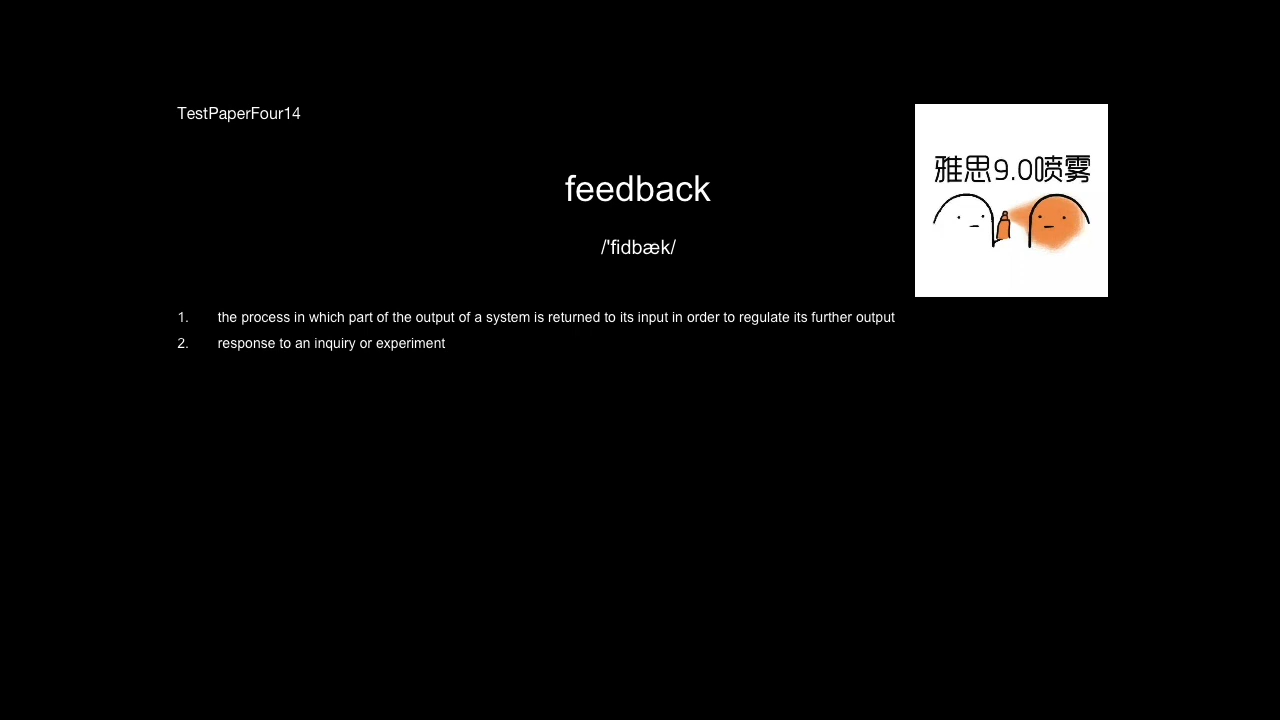 TestPaperFour14
雅思9.0喷雾
feedback
/'fidbæk/
1. the process in which part of the output of a system is returned to its input in order to regulate its further output
2. response to an inquiry or experiment